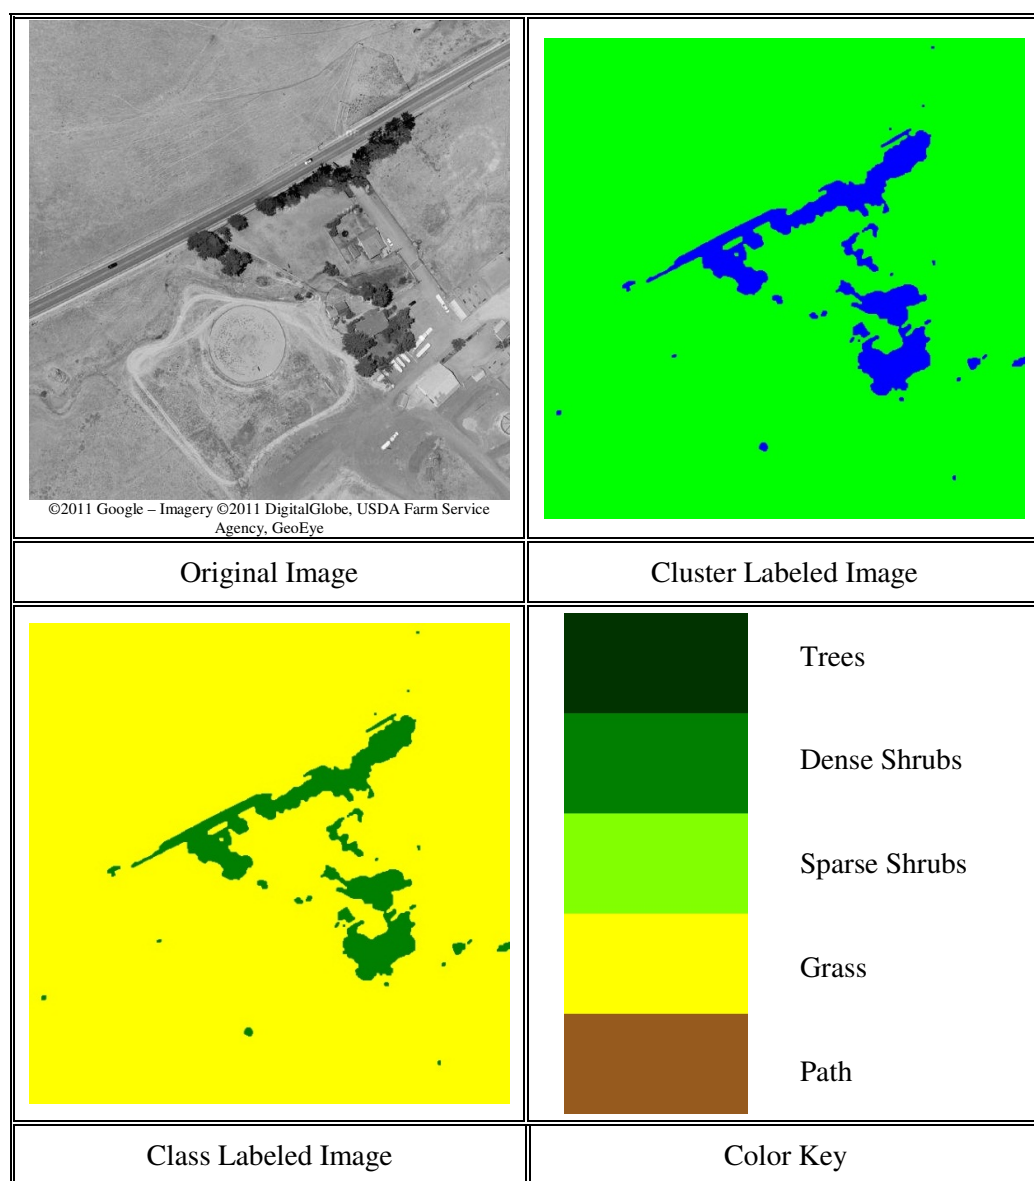 ©2011 Google – Imagery ©2011 DigitalGlobe, USDA Farm Service
Agency, GeoEye
Original Image
Cluster Labeled Image
Trees
Dense Shrubs
Sparse Shrubs
Grass
Path
Class Labeled Image
Color Key